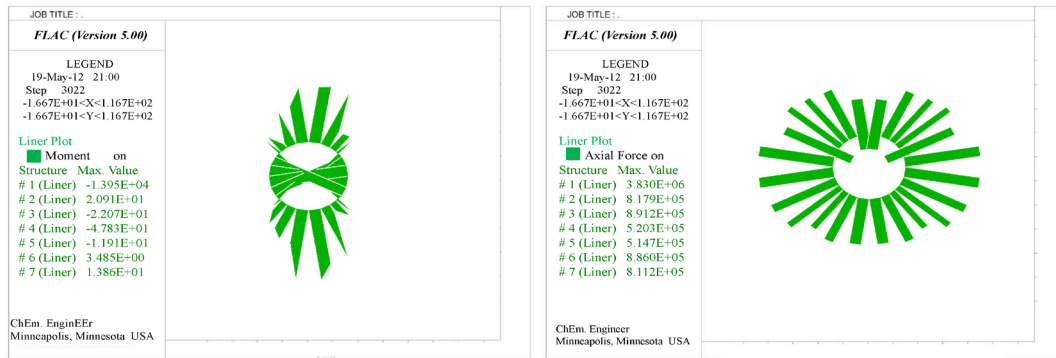 JOB TITLE : .
FLAC (Version 5.00)
LEGEND
19-May-12 21:00
Step 3022
-1.667E+01<X<1.167E+02
-1.667E+01<Y<1.167E+02
Liner Plot
Moment on
Structure Max. Value
# 1 (Liner) -1.395E+04
# 2 (Liner) 2.091E+01
# 3 (Liner) -2.207E+01
# 4 (Liner) -4.783E+01
# 5 (Liner) -1.191E+01
# 6 (Liner) 3.485E+00
# 7 (Liner) 1.386E+01
ChEm. EnginEEr
Minneapolis, Minnesota USA
JOB TITLE : .
FLAC (Version 5.00)
LEGEND
19-May-12 21:00
Step 3022
-1.667E+01<X<1.167E+02
-1.667E+01<Y<1.167E+02
Liner Plot
Axial Force on
Structure Max. Value
# 1 (Liner) 3.830E+06
# 2 (Liner) 8.179E+05
# 3 (Liner) 8.912E+05
# 4 (Liner) 5.203E+05
# 5 (Liner) 5.147E+05
# 6 (Liner) 8.860E+05
# 7 (Liner) 8.112E+05
ChEm. Engineer
Minneapolis, Minnesota USA